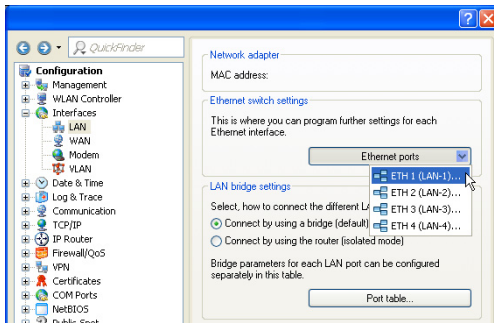 QuickFinder
Configuration
Management
WLAN Controller
Interfaces
LAN
WAN
Modem
VLAN
Date & Time
Log & Trace
Communication
TCP/IP
IP Router
Firewall/QoS
VPN
Certificates
COM Ports
NetBIOS
Public Spot
Network adapter
MAC address:
Ethernet switch settings
This is where you can program further settings for each
Ethernet interface.
Ethernet ports
ETH 1 (LAN-1)...
ETH 2 (LAN-2)...
ETH 3 (LAN-3)...
ETH 4 (LAN-4)...
LAN bridge settings
Select, how to connect the different LA
Connect by using a bridge (default)
Connect by using the router (isolated mode)
Bridge parameters for each LAN port can be configured
separately in this table.
Port table...